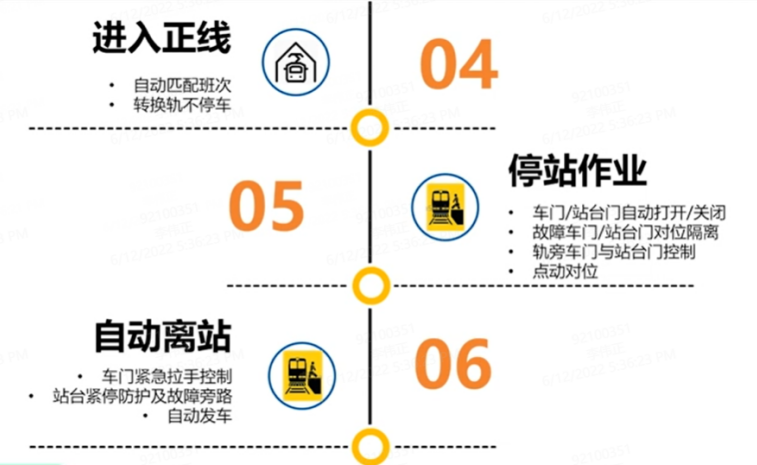 进入正线
04
• 自动匹配班次
• 转换轨不停车
05
停站作业
• 车门/站台门自动打开/关闭
• 故障车门/站台门对位隔离
• 轨旁车门与站台门控制
• 点动对位
自动离站
06
• 车门紧急拉手控制
• 站台紧停防护及故障旁路
• 自动发车